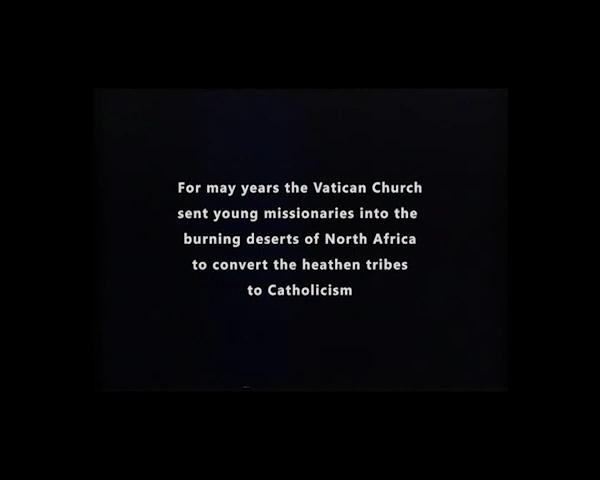 For may years the Vatican Church
sent young missionaries into the
burning deserts of North Africa
to convert the heathen tribes
to Catholicism